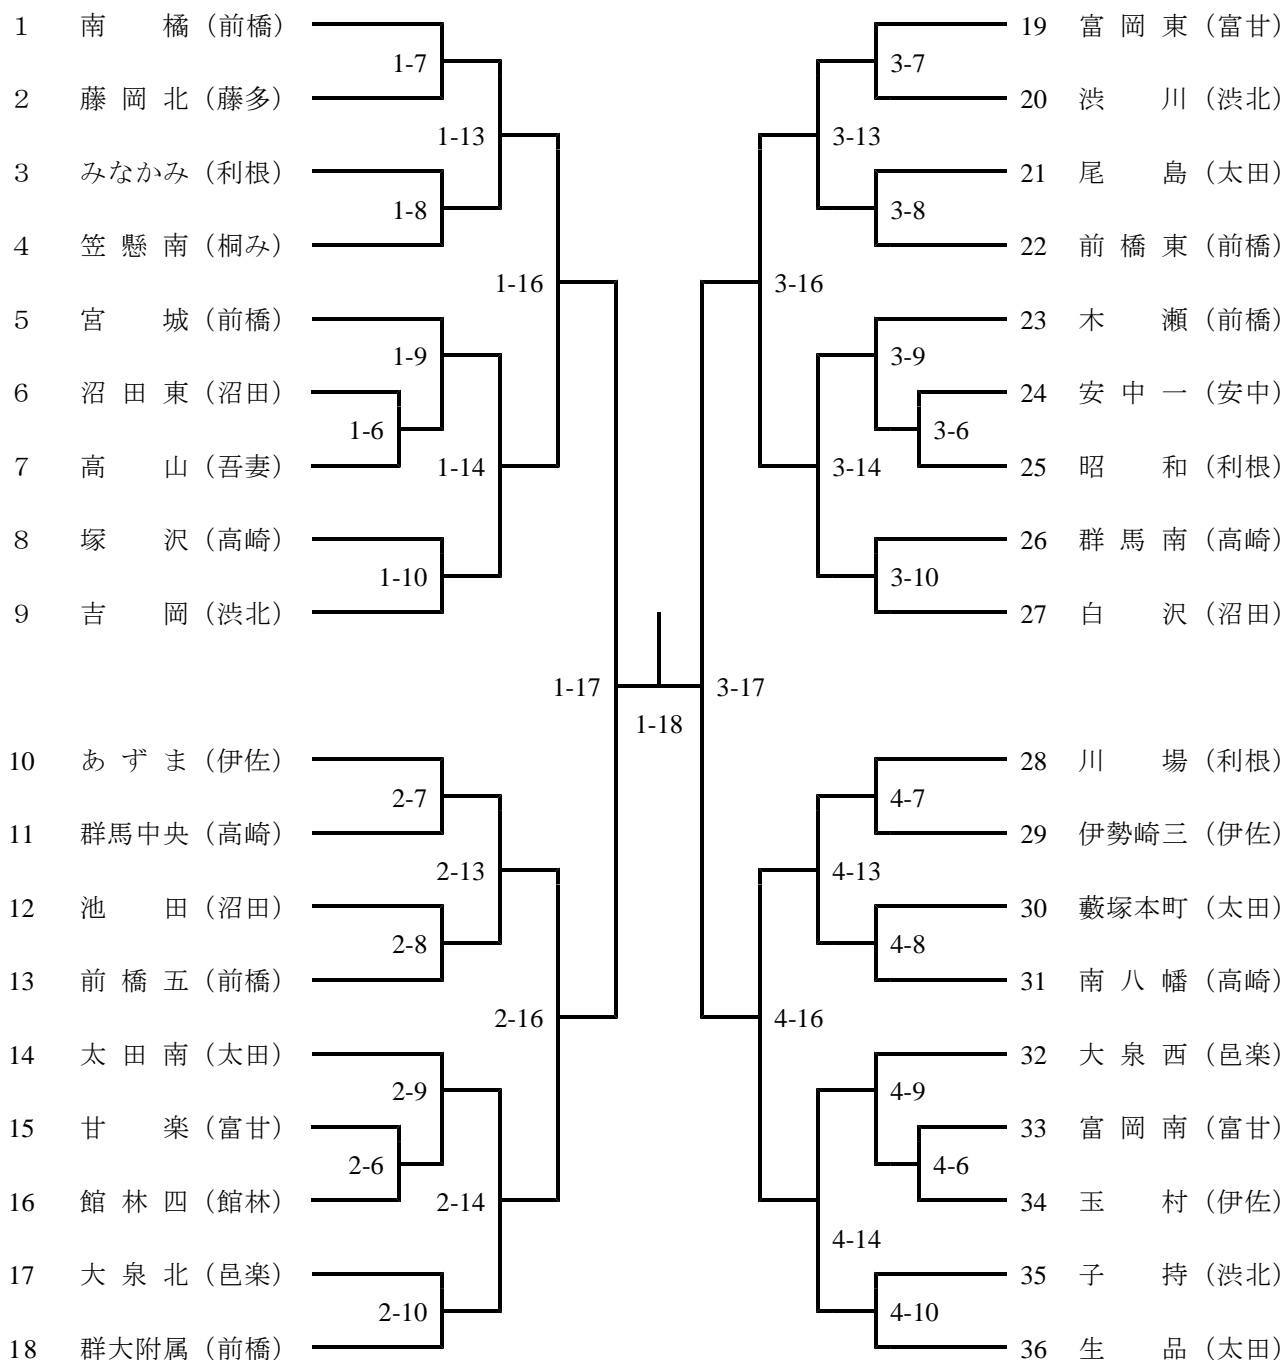 1 南 橘（前橋）
1-7
2 藤 岡 北（藤多）
1-13
3 みなかみ（利根）
1-8
4 笠 懸 南（桐み）
1-16
5 宮 城（前橋）
1-9
6 沼 田 東（沼田）
1-6
7 高 山（吾妻）
1-14
8 塚 沢（高崎）
1-10
9 吉 岡（渋北）
1-17
10 あ ず ま（伊佐）
2-7
11 群馬中央（高崎）
2-13
12 池 田（沼田）
2-8
13 前 橋 五（前橋）
2-16
14 太 田 南（太田）
2-9
15 甘 楽（富甘）
2-6
16 館 林 四（館林）
2-14
17 大 泉 北（邑楽）
2-10
18 群大附属（前橋）
1-18
19 富 岡 東（富甘）
3-7
20 渋 川（渋北）
3-13
21 尾 島（太田）
3-8
22 前 橋 東（前橋）
3-16
23 木 瀬（前橋）
3-9
24 安 中 一（安中）
3-6
25 昭 和（利根）
3-14
26 群 馬 南（高崎）
3-10
27 白 沢（沼田）
3-17
28 川 場（利根）
4-7
29 伊勢崎三（伊佐）
4-13
30 藪塚本町（太田）
4-8
31 南 八 幡（高崎）
4-16
32 大 泉 西（邑楽）
4-9
33 富 岡 南（富甘）
4-6
34 玉 村（伊佐）
4-14
35 子 持（渋北）
4-10
36 生 品（太田）